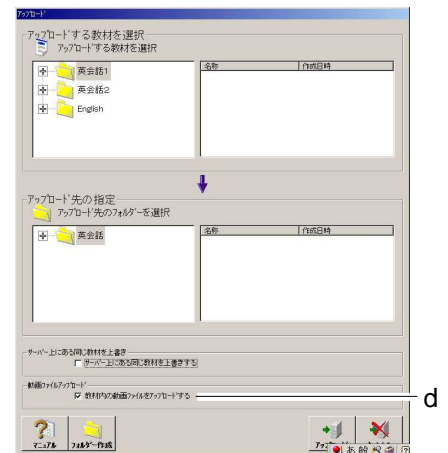 アップロード
アップロードする教材を選択
アップロードする教材を選択
英会話1
英会話2
English
名称 作成日時
アップロード先の指定
アップロード先のフォルダーを選択
英会話
名称 作成日時
サーバー上にある同じ教材を上書き
サーバー上にある同じ教材を上書きする
動画ファイルアップロード
教材内の動画ファイルをアップロードする
d
マニュアル フォルダー作成
あ 般